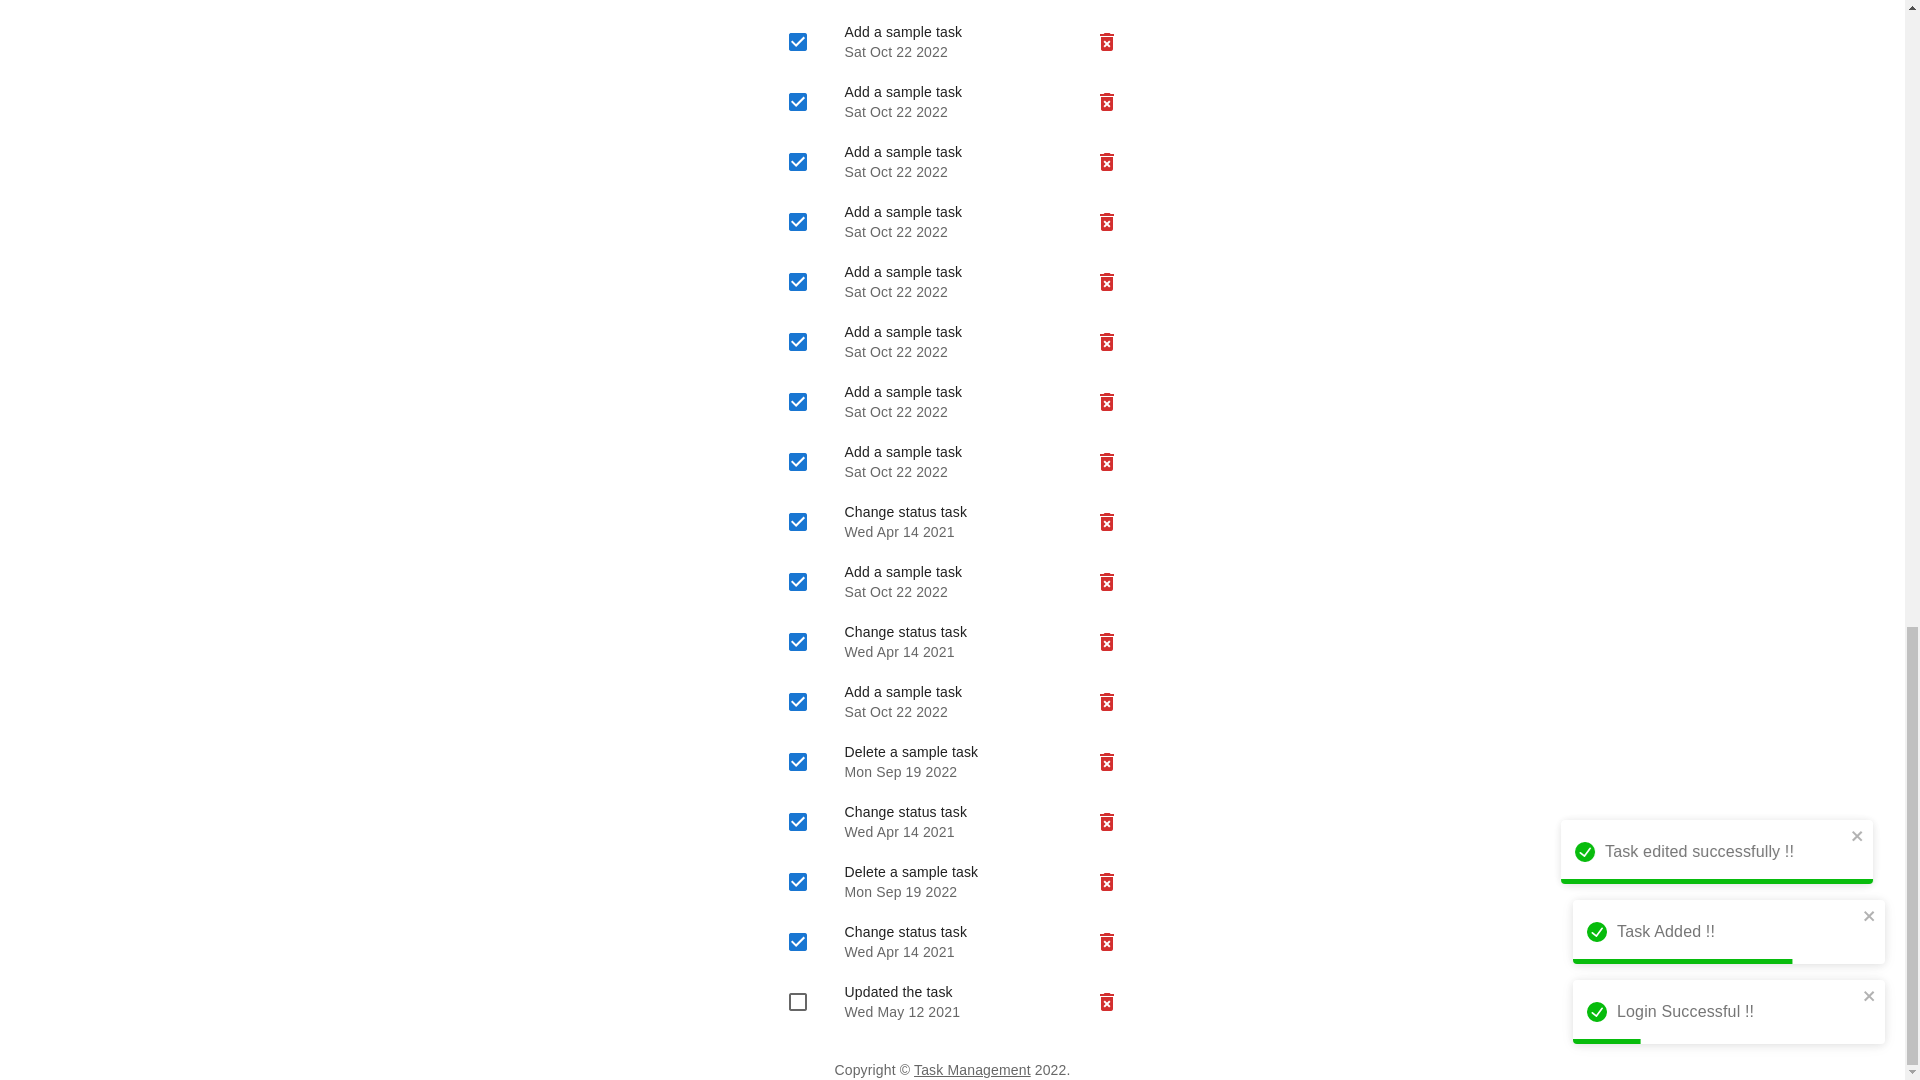 Add a sample task
Sat Oct 22 2022
Add a sample task
Sat Oct 22 2022
Add a sample task
Sat Oct 22 2022
Add a sample task
Sat Oct 22 2022
Add a sample task
Sat Oct 22 2022
Add a sample task
Sat Oct 22 2022
Add a sample task
Sat Oct 22 2022
Add a sample task
Sat Oct 22 2022
Change status task
Wed Apr 14 2021
Add a sample task
Sat Oct 22 2022
Change status task
Wed Apr 14 2021
Add a sample task
Sat Oct 22 2022
Delete a sample task
Mon Sep 19 2022
Change status task
Wed Apr 14 2021
Delete a sample task
Mon Sep 19 2022
Change status task
Wed Apr 14 2021
Updated the task
Wed May 12 2021
Copyright © Task Management 2022.
Task edited successfully !!
Task Added !!
Login Successful !!